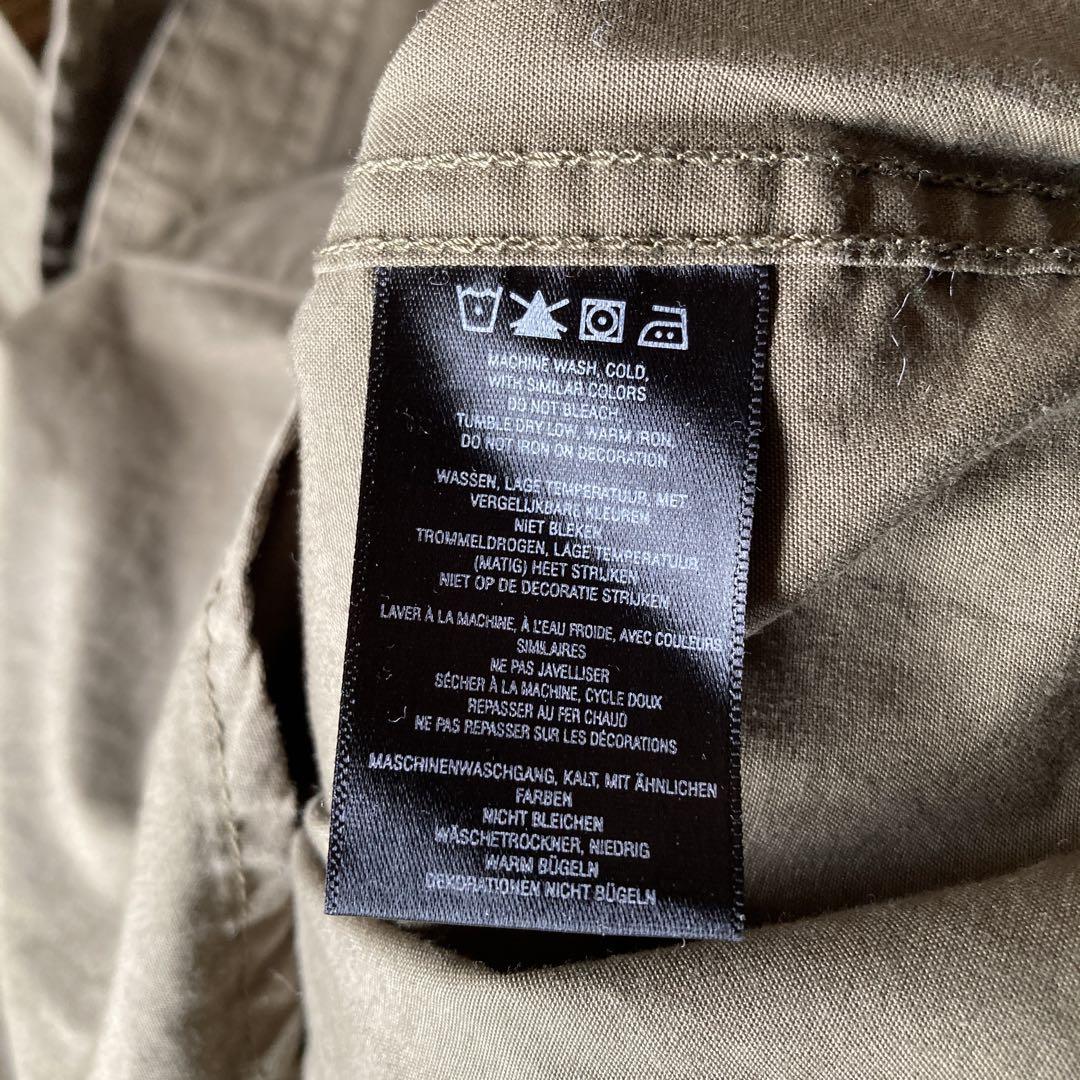 MACHINE WASH, COLD,
WITH SIMILAR COLORS
DO NOT BLEACH
TUMBLE DRY LOW, WARM IRON,
DO NOT IRON ON DECORATION
WASSEN, LAGE TEMPERATUUR, MET
VERGELIJKBARE KLEUREN
NIET BLEKEN
TROMMELDROGEN, LAGE TEMPERATUUR
(MATIG) HEET STRIJKEN
NIET OP DE DECORATIE STRIJKEN
LAVER À LA MACHINE, À L'EAU FROIDE, AVEC COULEURS
SIMILAIRES
NE PAS JAVELLISER
SÉCHER À LA MACHINE, CYCLE DOUX
REPASSER AU FER CHAUD
NE PAS REPASSER SUR LES DÉCORATIONS
MASCHINENWASCHGANG, KALT, MIT ÄHNLICHEN
FARBEN
NICHT BLEICHEN
WÄSCHETROCKNER, NIEDRIG
WARM BÜGELN
DEKORATIONEN NICHT BÜGELN